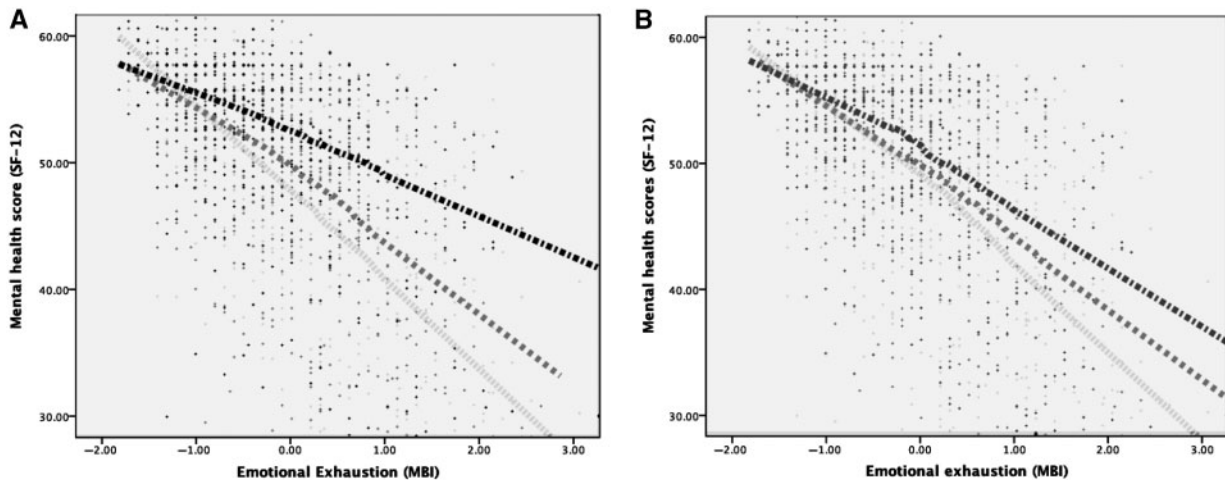 A
Mental health score (SF-12)
60.00
50.00
40.00
30.00
-2.00 -1.00 0.00 1.00 2.00 3.00
Emotional Exhaustion (MBI)
B
Mental health scores (SF-12)
60.00
50.00
40.00
30.00
-2.00 -1.00 0.00 1.00 2.00 3.00
Emotional exhaustion (MBI)